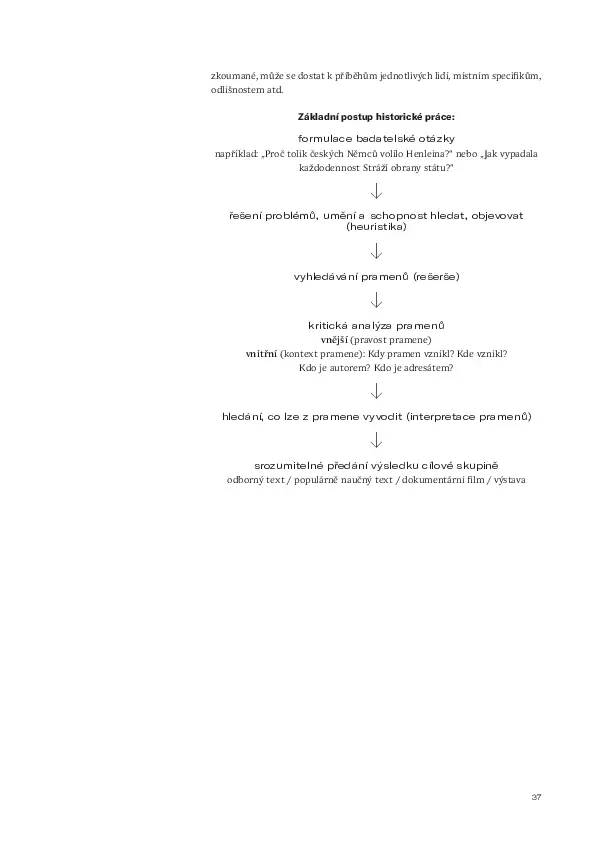 zkoumané, může se dostat k příběhům jednotlivých lidí, místním specifikům,
odlišnostem atd.
Základní postup historické práce:
formulace badatelské otázky
například: „Proč tolik českých Němců volilo Henleina?“ nebo „Jak vypadala
každodennost Stráží obrany státu?“
řešení problémů, umění a schopnost hledat, objevovat
(heuristika)
vyhledávání pramenů (rešerše)
kritická analýza pramenů
vnější (pravost pramene)
vnitřní (kontext pramene): Kdy pramen vznikl? Kde vznikl?
Kdo je autorem? Kdo je adresátem?
hledání, co lze z pramene vyvodit (interpretace pramenů)
srozumitelné předání výsledku cílové skupině
odborný text / populárně naučný text / dokumentární film / výstava
37